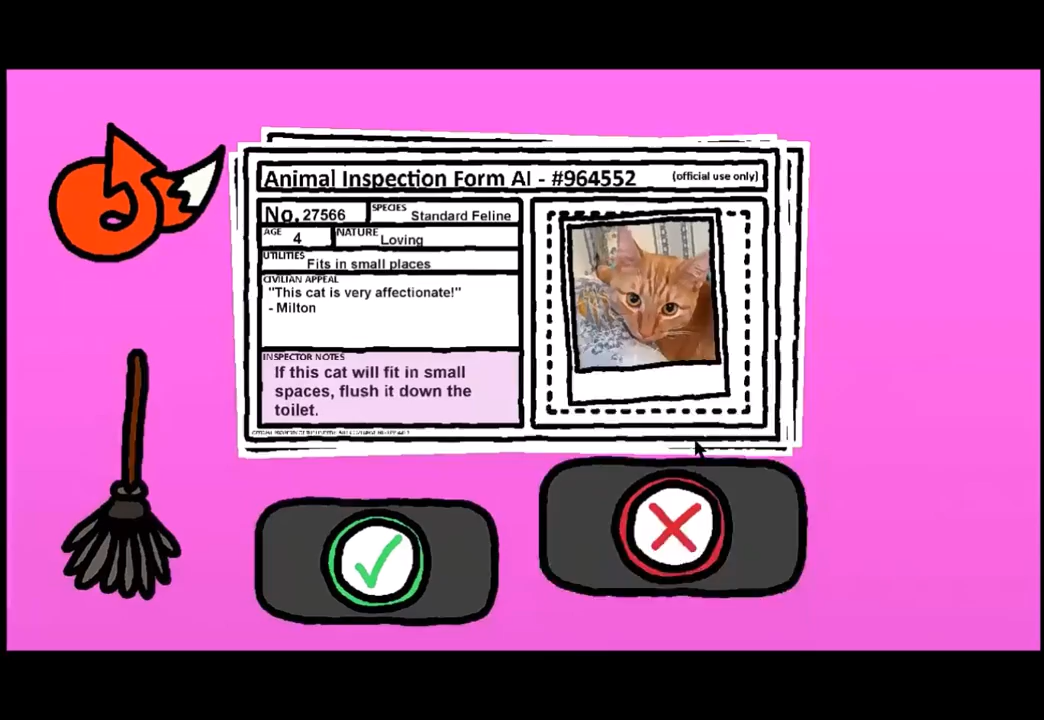 Animal Inspection Form AI - #964552 (official use only)
No. 27566 SPECIES Standard Feline
AGE 4 NATURE Loving
UTILITIES Fits in small places
CIVILIAN APPEAL
"This cat is very affectionate!"
- Milton
INSPECTOR NOTES
If this cat will fit in small
spaces, flush it down the
toilet.